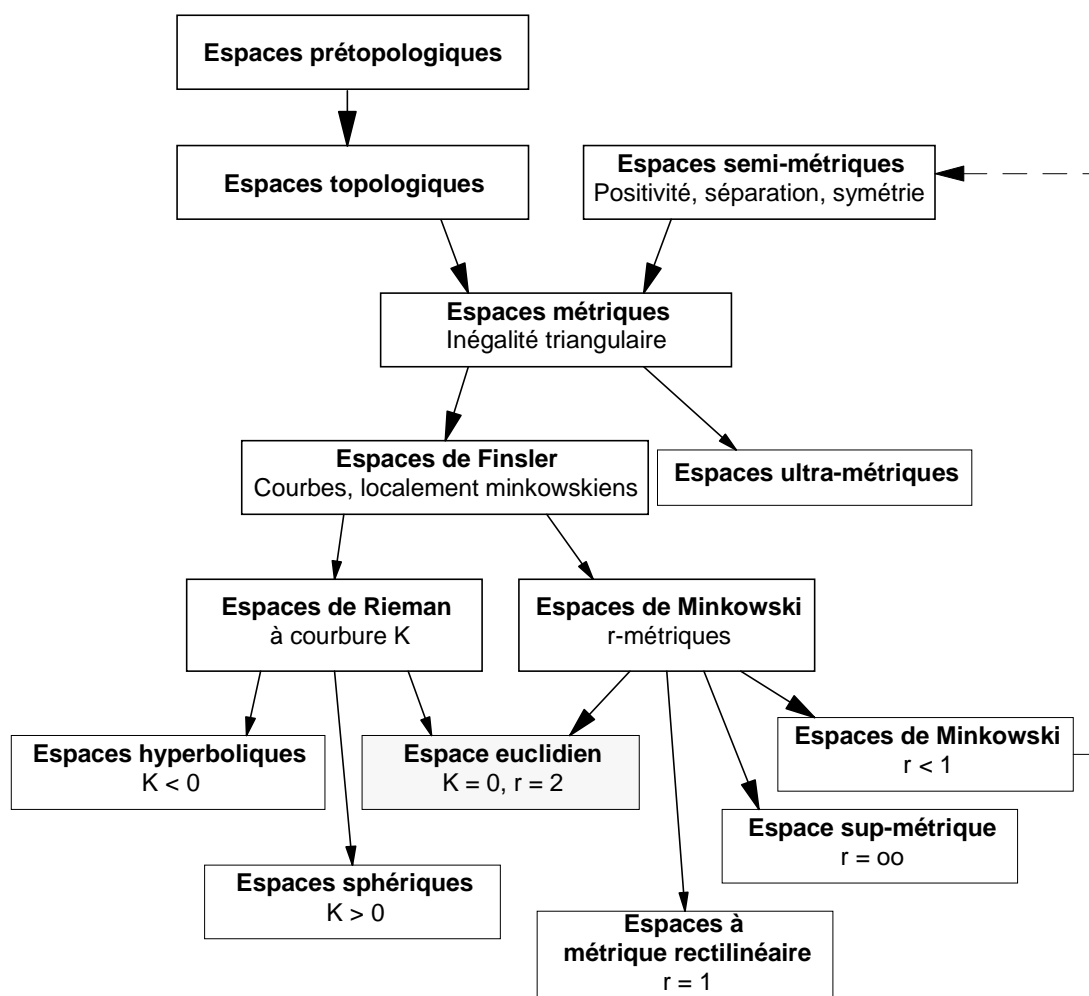 Espaces prétopologiques
Espaces topologiques
Espaces semi-métriques
Positivité, séparation, symétrie
Espaces métriques
Inégalité triangulaire
Espaces de Finsler
Courbes, localement minkowskiens
Espaces ultra-métriques
Espaces de Rieman
à courbure K
Espaces de Minkowski
r-métriques
Espaces hyperboliques
K < 0
Espace euclidien
K = 0, r = 2
Espaces de Minkowski
r < 1
Espace sup-métrique
r = oo
Espaces sphériques
K > 0
Espaces à
métrique rectilinéaire
r = 1